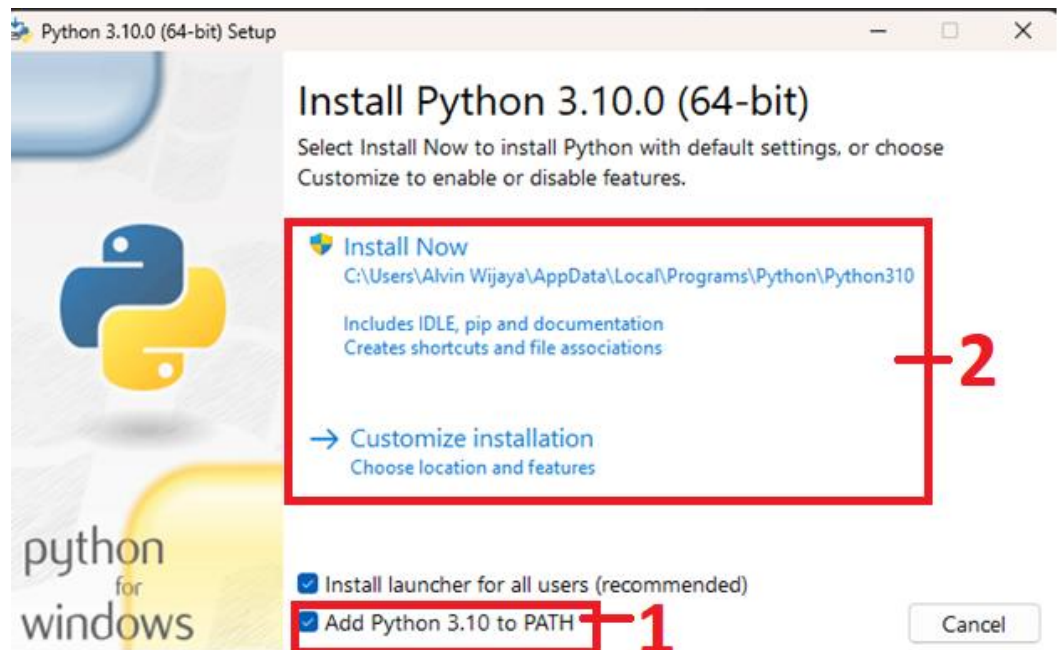 Python 3.10.0 (64-bit) Setup
Install Python 3.10.0 (64-bit)
Select Install Now to install Python with default settings, or choose
Customize to enable or disable features.
Install Now
C:\Users\Alvin Wijaya\AppData\Local\Programs\Python\Python310
Includes IDLE, pip and documentation
Creates shortcuts and file associations
2
Customize installation
Choose location and features
python
for
windows
Install launcher for all users (recommended)
Add Python 3.10 to PATH
1
Cancel